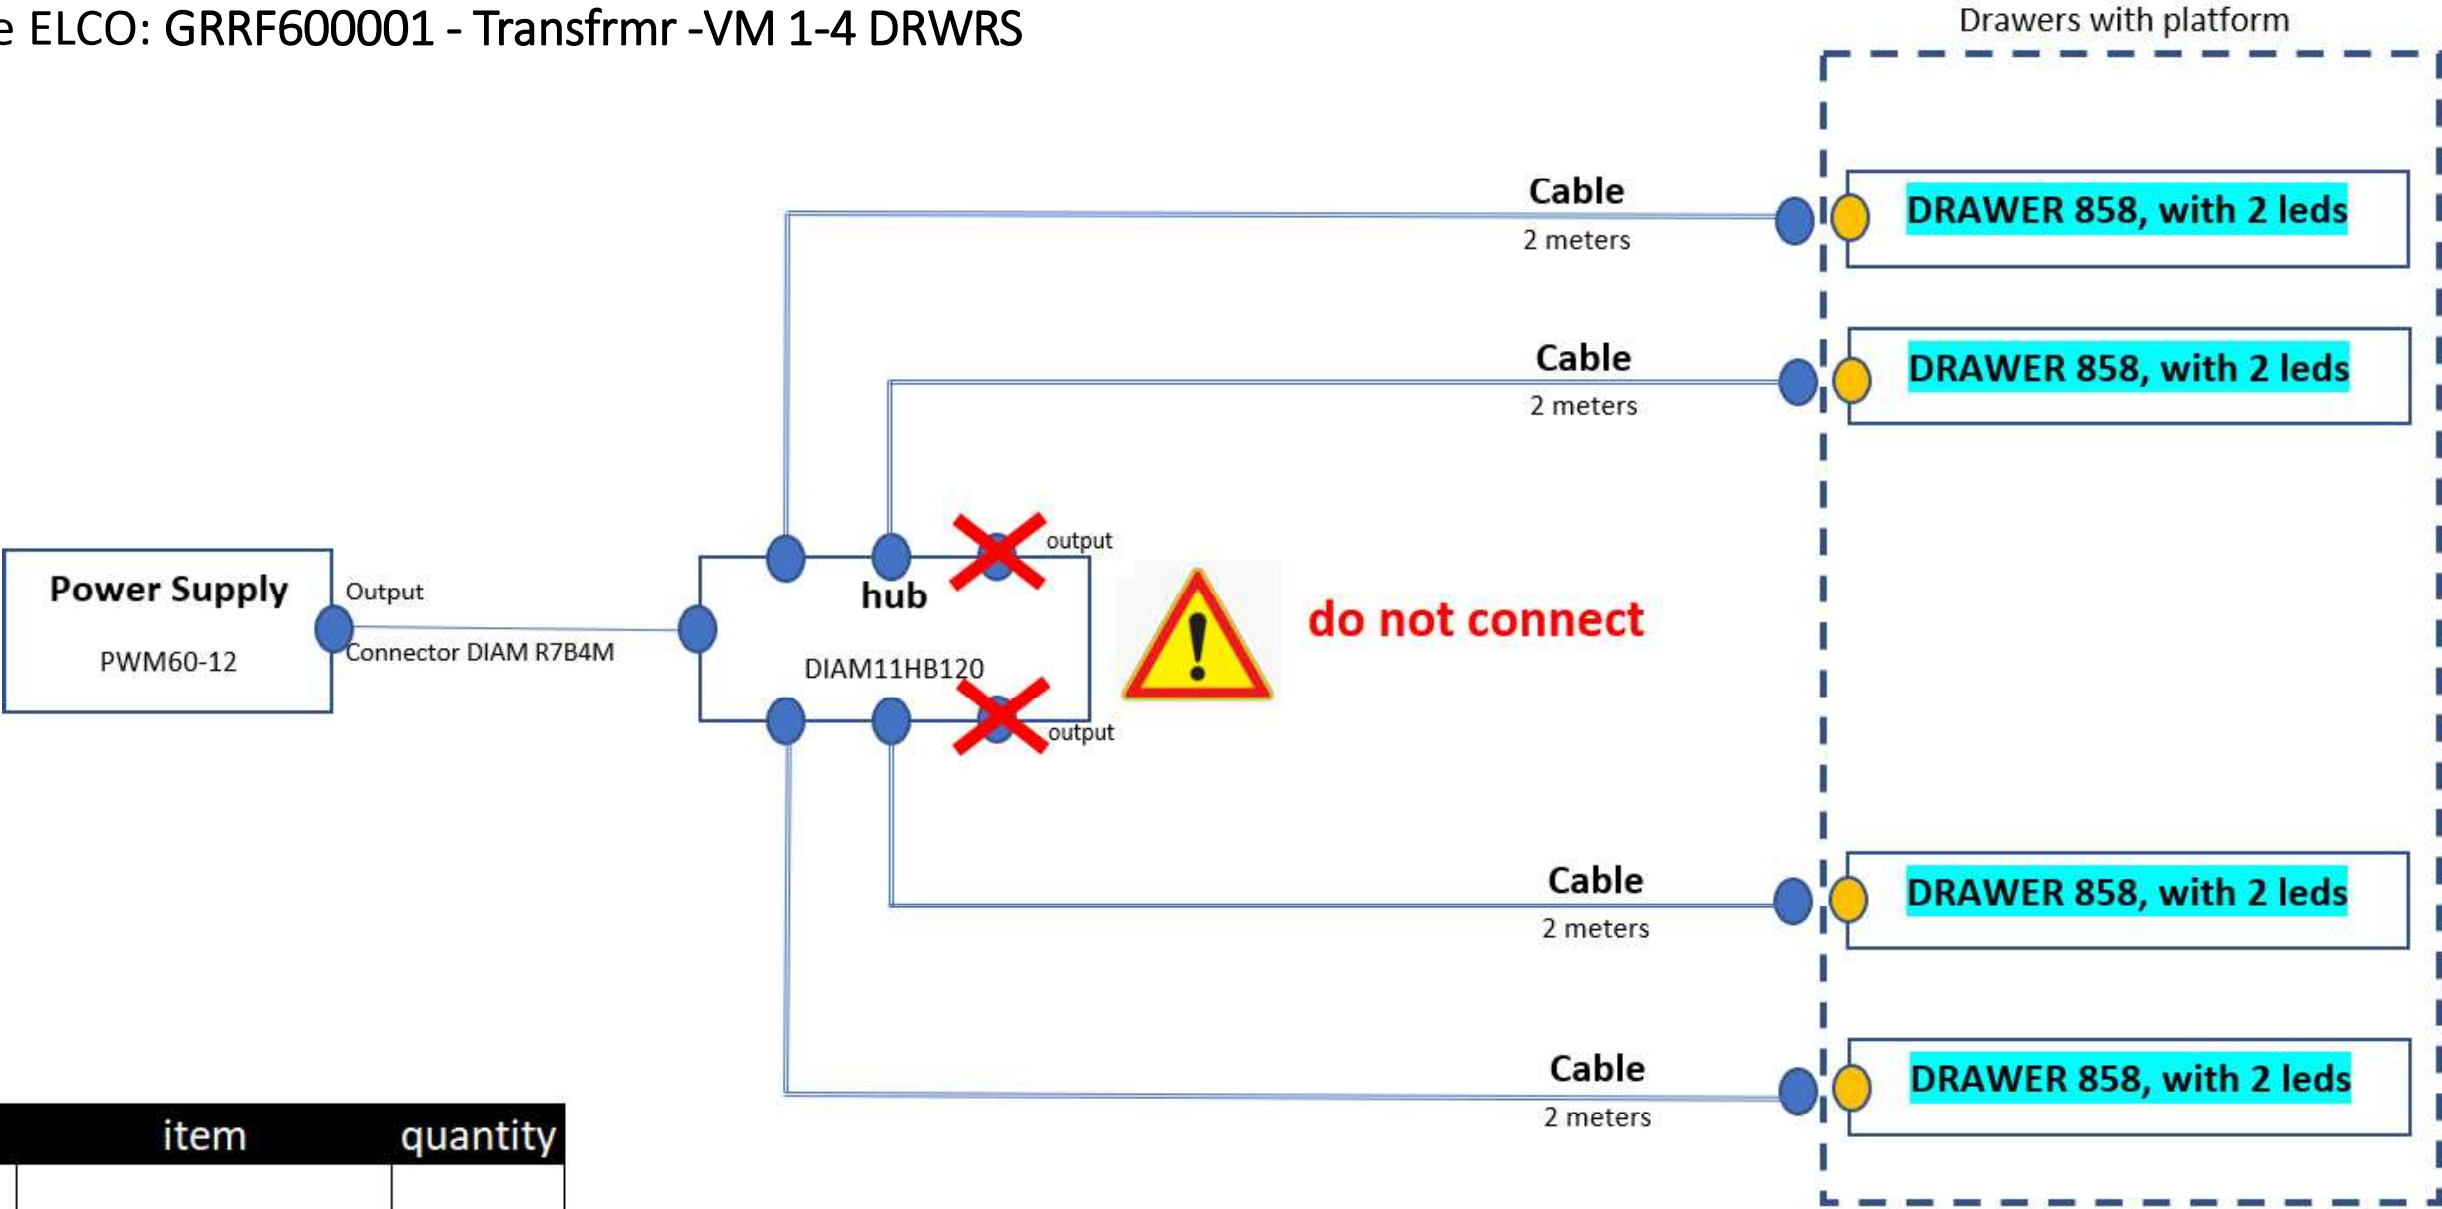 e ELCO: GRRF600001 - Transfrmr -VM 1-4 DRWRS
Drawers with platform
Cable
2 meters
DRAWER 858, with 2 leds
Cable
2 meters
DRAWER 858, with 2 leds
output
Power Supply
PWM60-12
Output
Connector DIAM R7B4M
hub
DIAM11HB120
do not connect
output
Cable
2 meters
DRAWER 858, with 2 leds
Cable
2 meters
DRAWER 858, with 2 leds
item quantity